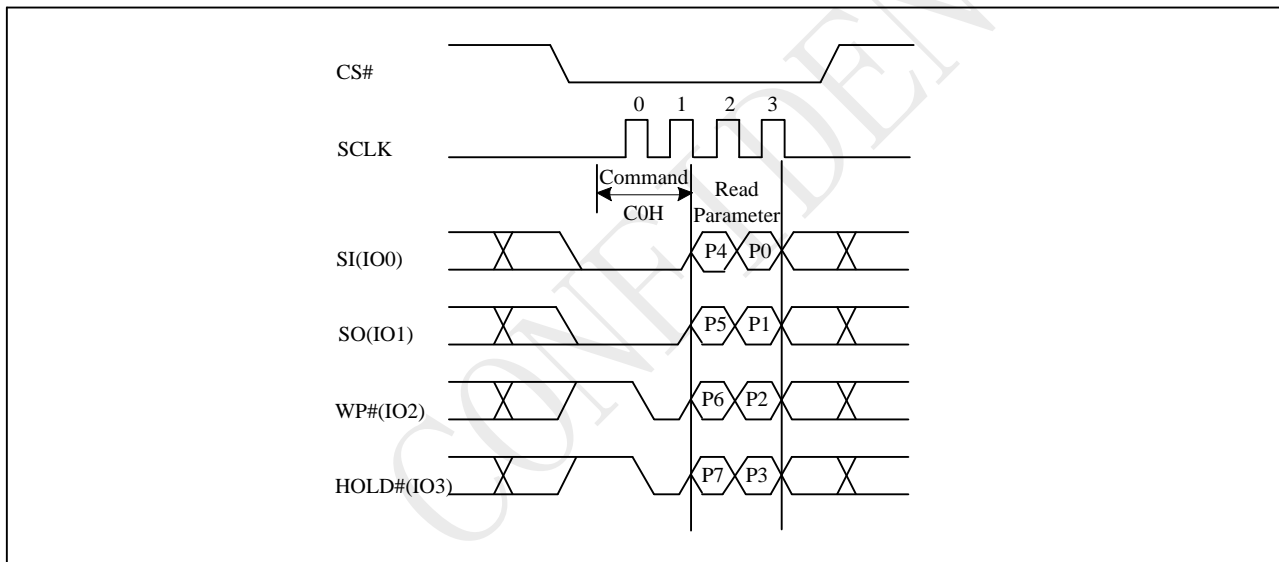 CS#
0 1 2 3
SCLK
Command
C0H
Read
Parameter
SI(IO0)
P4 P0
SO(IO1)
P5 P1
WP#(IO2)
P6 P2
HOLD#(IO3)
P7 P3
CONFIDEN